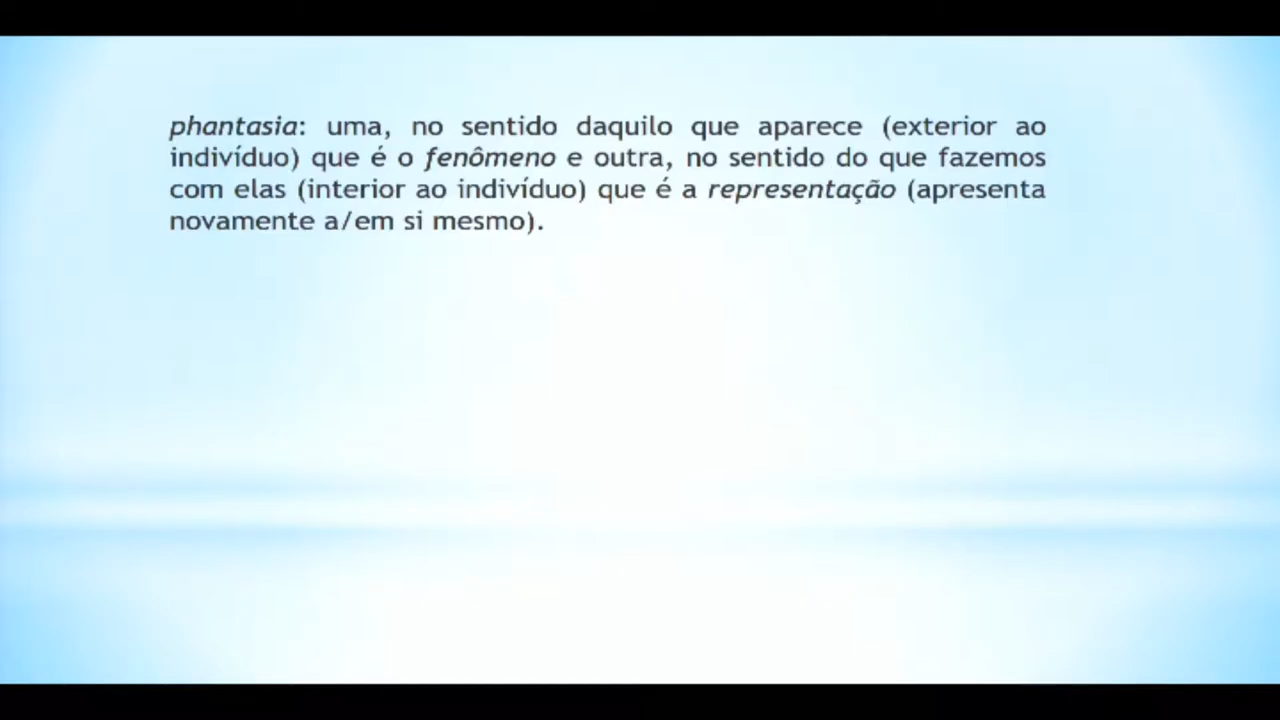 phantasia: uma, no sentido daquilo que aparece (exterior ao
indivíduo) que é o fenômeno e outra, no sentido do que fazemos
com elas (interior ao indivíduo) que é a representação (apresenta
novamente a/em si mesmo).